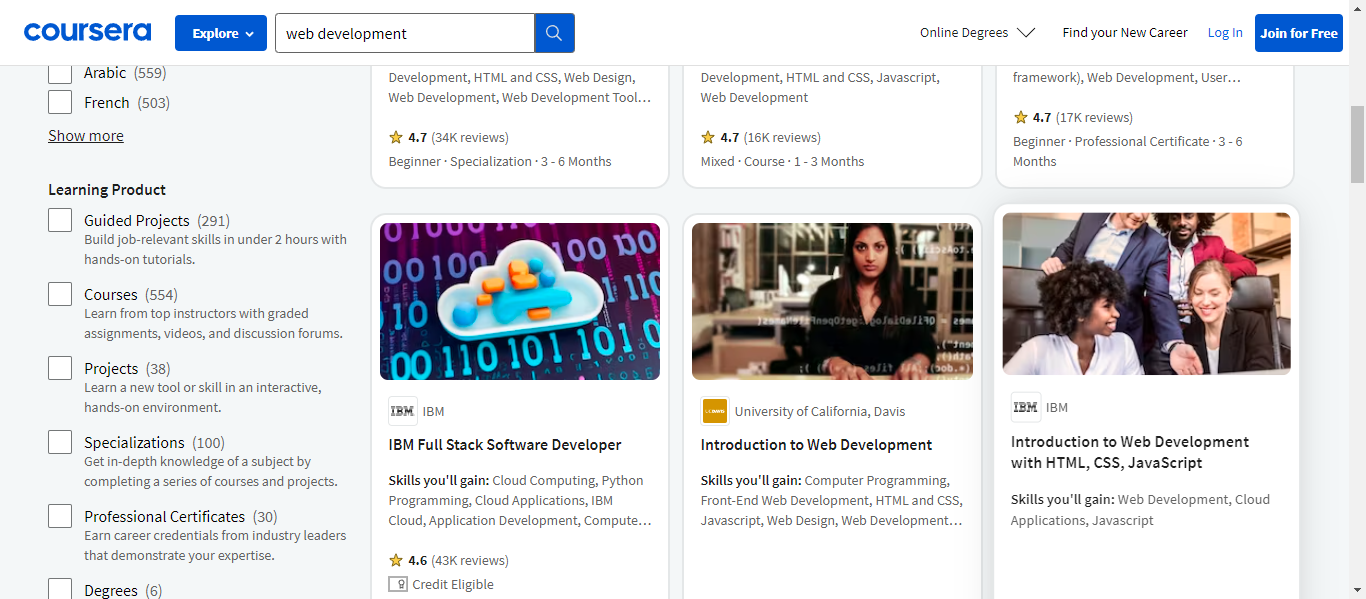 coursera
Explore
web development
Online Degrees
Find your New Career
Log In
Join for Free
Arabic (559)
French (503)
Show more
Learning Product
Guided Projects (291)
Build job-relevant skills in under 2 hours with
hands-on tutorials.
Courses (554)
Learn from top instructors with graded
assignments, videos, and discussion forums.
Projects (38)
Learn a new tool or skill in an interactive,
hands-on environment.
Specializations (100)
Get in-depth knowledge of a subject by
completing a series of courses and projects.
Professional Certificates (30)
Earn career credentials from industry leaders
that demonstrate your expertise.
Degrees (6)
Development, HTML and CSS, Web Design,
Web Development, Web Development Tool…
4.7 (34K reviews)
Beginner · Specialization · 3 - 6 Months
Development, HTML and CSS, Javascript,
Web Development
4.7 (16K reviews)
Mixed · Course · 1 - 3 Months
framework), Web Development, User…
4.7 (17K reviews)
Beginner · Professional Certificate · 3 - 6
Months
IBM
IBM
IBM Full Stack Software Developer
Skills you'll gain: Cloud Computing, Python
Programming, Cloud Applications, IBM
Cloud, Application Development, Compute…
4.6 (43K reviews)
Credit Eligible
UCDAVIS
University of California, Davis
Introduction to Web Development
Skills you'll gain: Computer Programming,
Front-End Web Development, HTML and CSS,
Javascript, Web Design, Web Development…
IBM
IBM
Introduction to Web Development
with HTML, CSS, JavaScript
Skills you'll gain: Web Development, Cloud
Applications, Javascript